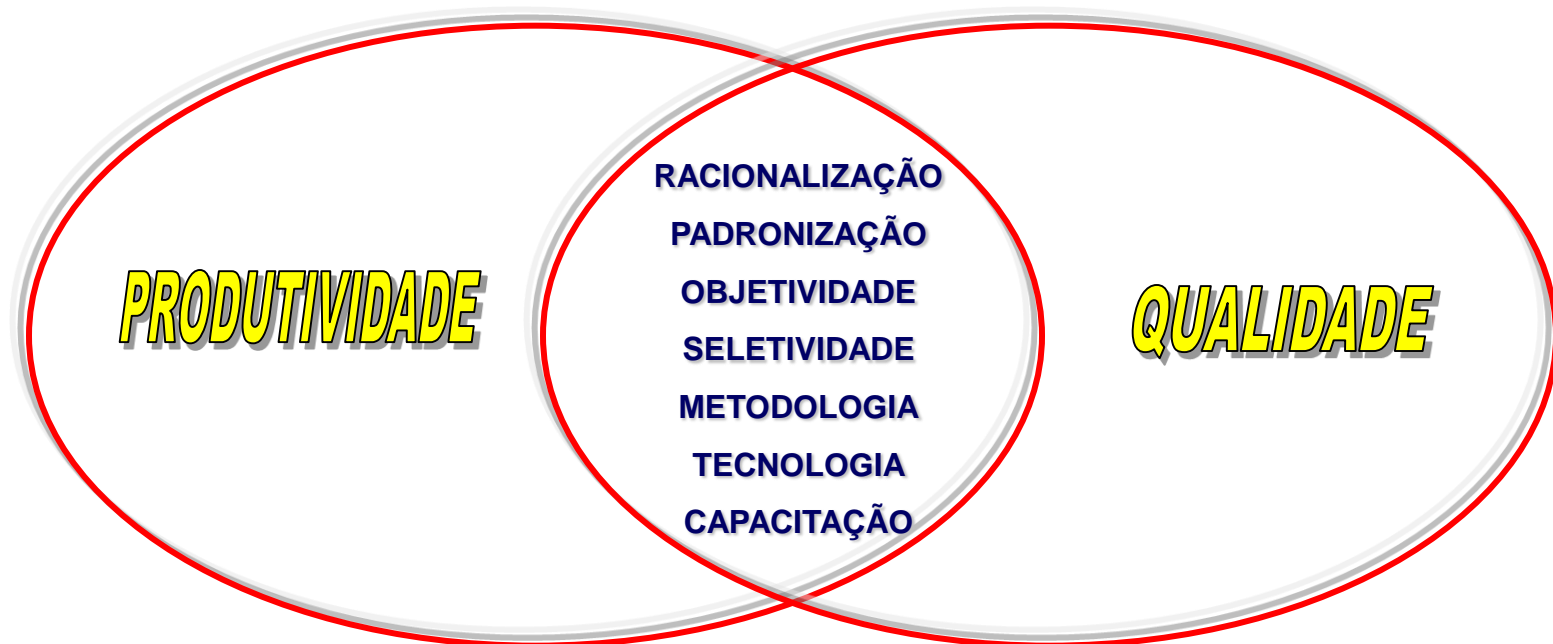 PRODUTIVIDADE
RACIONALIZAÇÃO
PADRONIZAÇÃO
OBJETIVIDADE
SELETIVIDADE
METODOLOGIA
TECNOLOGIA
CAPACITAÇÃO
QUALIDADE